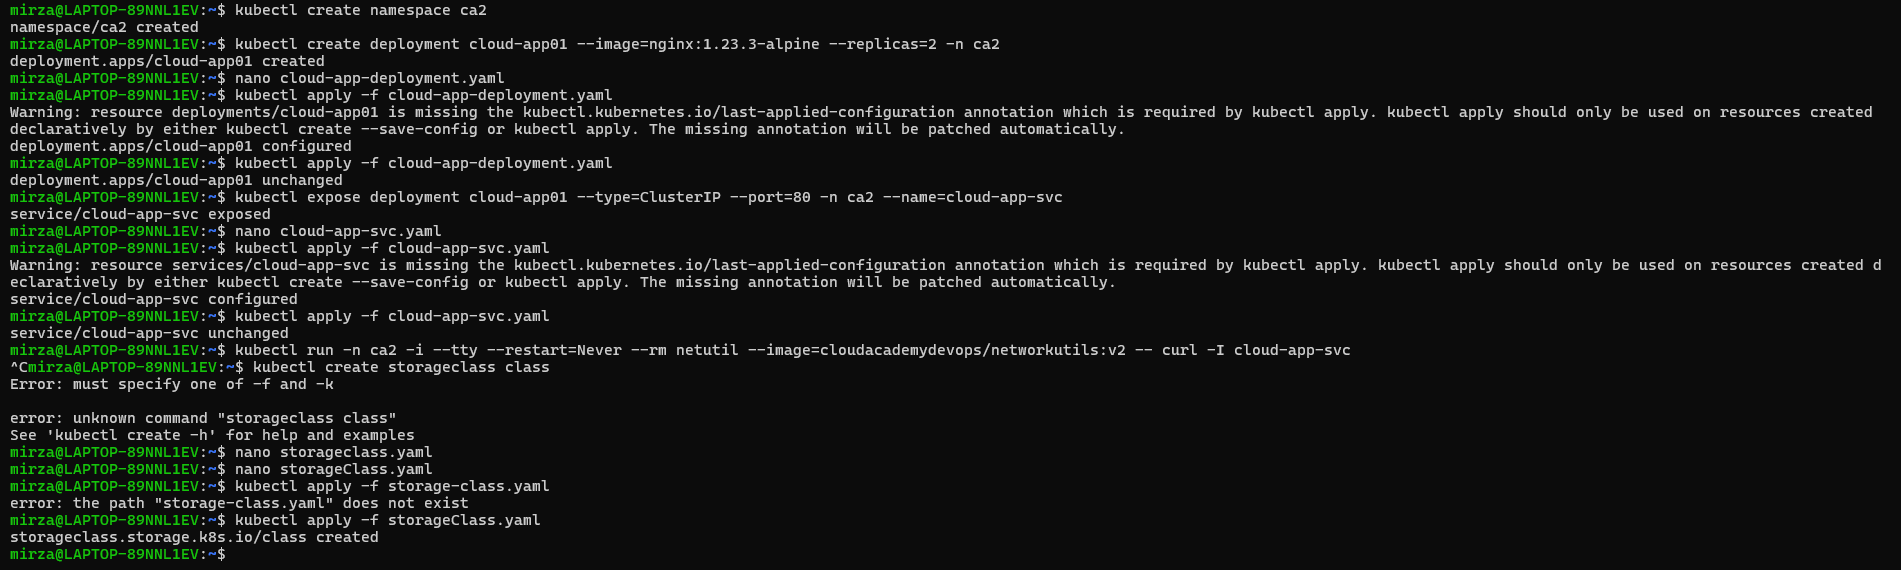 mirza@LAPTOP-89NNL1EV:~$ kubectl create namespace ca2
namespace/ca2 created
mirza@LAPTOP-89NNL1EV:~$ kubectl create deployment cloud-app01 --image=nginx:1.23.3-alpine --replicas=2 -n ca2
deployment.apps/cloud-app01 created
mirza@LAPTOP-89NNL1EV:~$ nano cloud-app-deployment.yaml
mirza@LAPTOP-89NNL1EV:~$ kubectl apply -f cloud-app-deployment.yaml
Warning: resource deployments/cloud-app01 is missing the kubectl.kubernetes.io/last-applied-configuration annotation which is required by kubectl apply. kubectl apply should only be used on resources created
declaratively by either kubectl create --save-config or kubectl apply. The missing annotation will be patched automatically.
deployment.apps/cloud-app01 configured
mirza@LAPTOP-89NNL1EV:~$ kubectl apply -f cloud-app-deployment.yaml
deployment.apps/cloud-app01 unchanged
mirza@LAPTOP-89NNL1EV:~$ kubectl expose deployment cloud-app01 --type=ClusterIP --port=80 -n ca2 --name=cloud-app-svc
service/cloud-app-svc exposed
mirza@LAPTOP-89NNL1EV:~$ nano cloud-app-svc.yaml
mirza@LAPTOP-89NNL1EV:~$ kubectl apply -f cloud-app-svc.yaml
Warning: resource services/cloud-app-svc is missing the kubectl.kubernetes.io/last-applied-configuration annotation which is required by kubectl apply. kubectl apply should only be used on resources created d
eclaratively by either kubectl create --save-config or kubectl apply. The missing annotation will be patched automatically.
service/cloud-app-svc configured
mirza@LAPTOP-89NNL1EV:~$ kubectl apply -f cloud-app-svc.yaml
service/cloud-app-svc unchanged
mirza@LAPTOP-89NNL1EV:~$ kubectl run -n ca2 -i --tty --restart=Never --rm netutil --image=cloudacademydevops/networkutils:v2 -- curl -I cloud-app-svc
^Cmirza@LAPTOP-89NNL1EV:~$ kubectl create storageclass class
Error: must specify one of -f and -k

error: unknown command "storageclass class"
See 'kubectl create -h' for help and examples
mirza@LAPTOP-89NNL1EV:~$ nano storageclass.yaml
mirza@LAPTOP-89NNL1EV:~$ nano storageClass.yaml
mirza@LAPTOP-89NNL1EV:~$ kubectl apply -f storage-class.yaml
error: the path "storage-class.yaml" does not exist
mirza@LAPTOP-89NNL1EV:~$ kubectl apply -f storageClass.yaml
storageclass.storage.k8s.io/class created
mirza@LAPTOP-89NNL1EV:~$